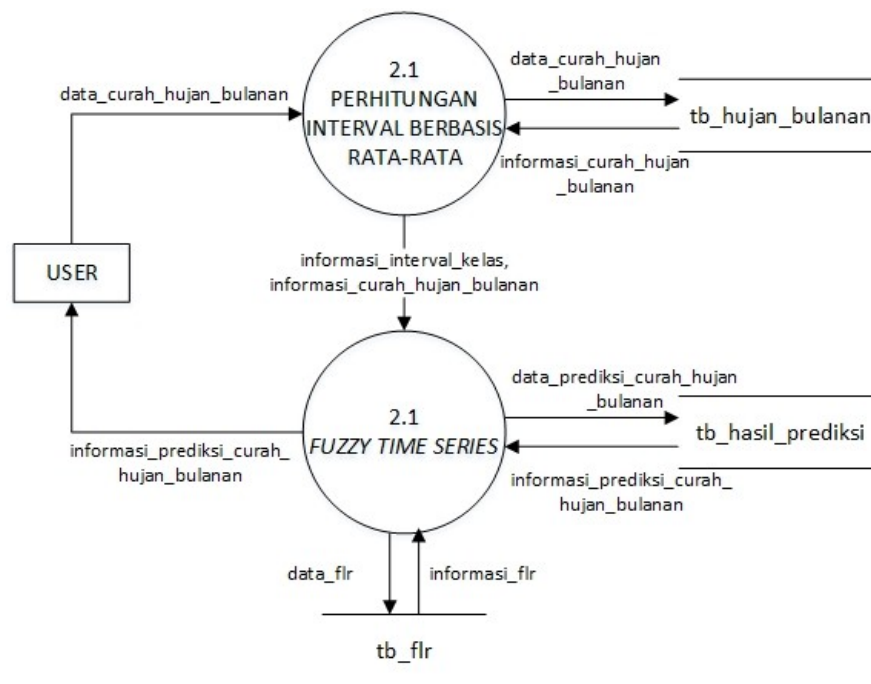 2.1
PERHITUNGAN
INTERVAL BERBASIS
RATA-RATA
data_curah_hujan_bulanan
data_curah_hujan
_bulanan
tb_hujan_bulanan
informasi_curah_hujan
_bulanan
informasi_interval_kelas,
informasi_curah_hujan_bulanan
USER
2.1
FUZZY TIME SERIES
data_prediksi_curah_hujan
_bulanan
tb_hasil_prediksi
informasi_prediksi_curah_
hujan_bulanan
informasi_prediksi_curah_
hujan_bulanan
data_flr
informasi_flr
tb_flr